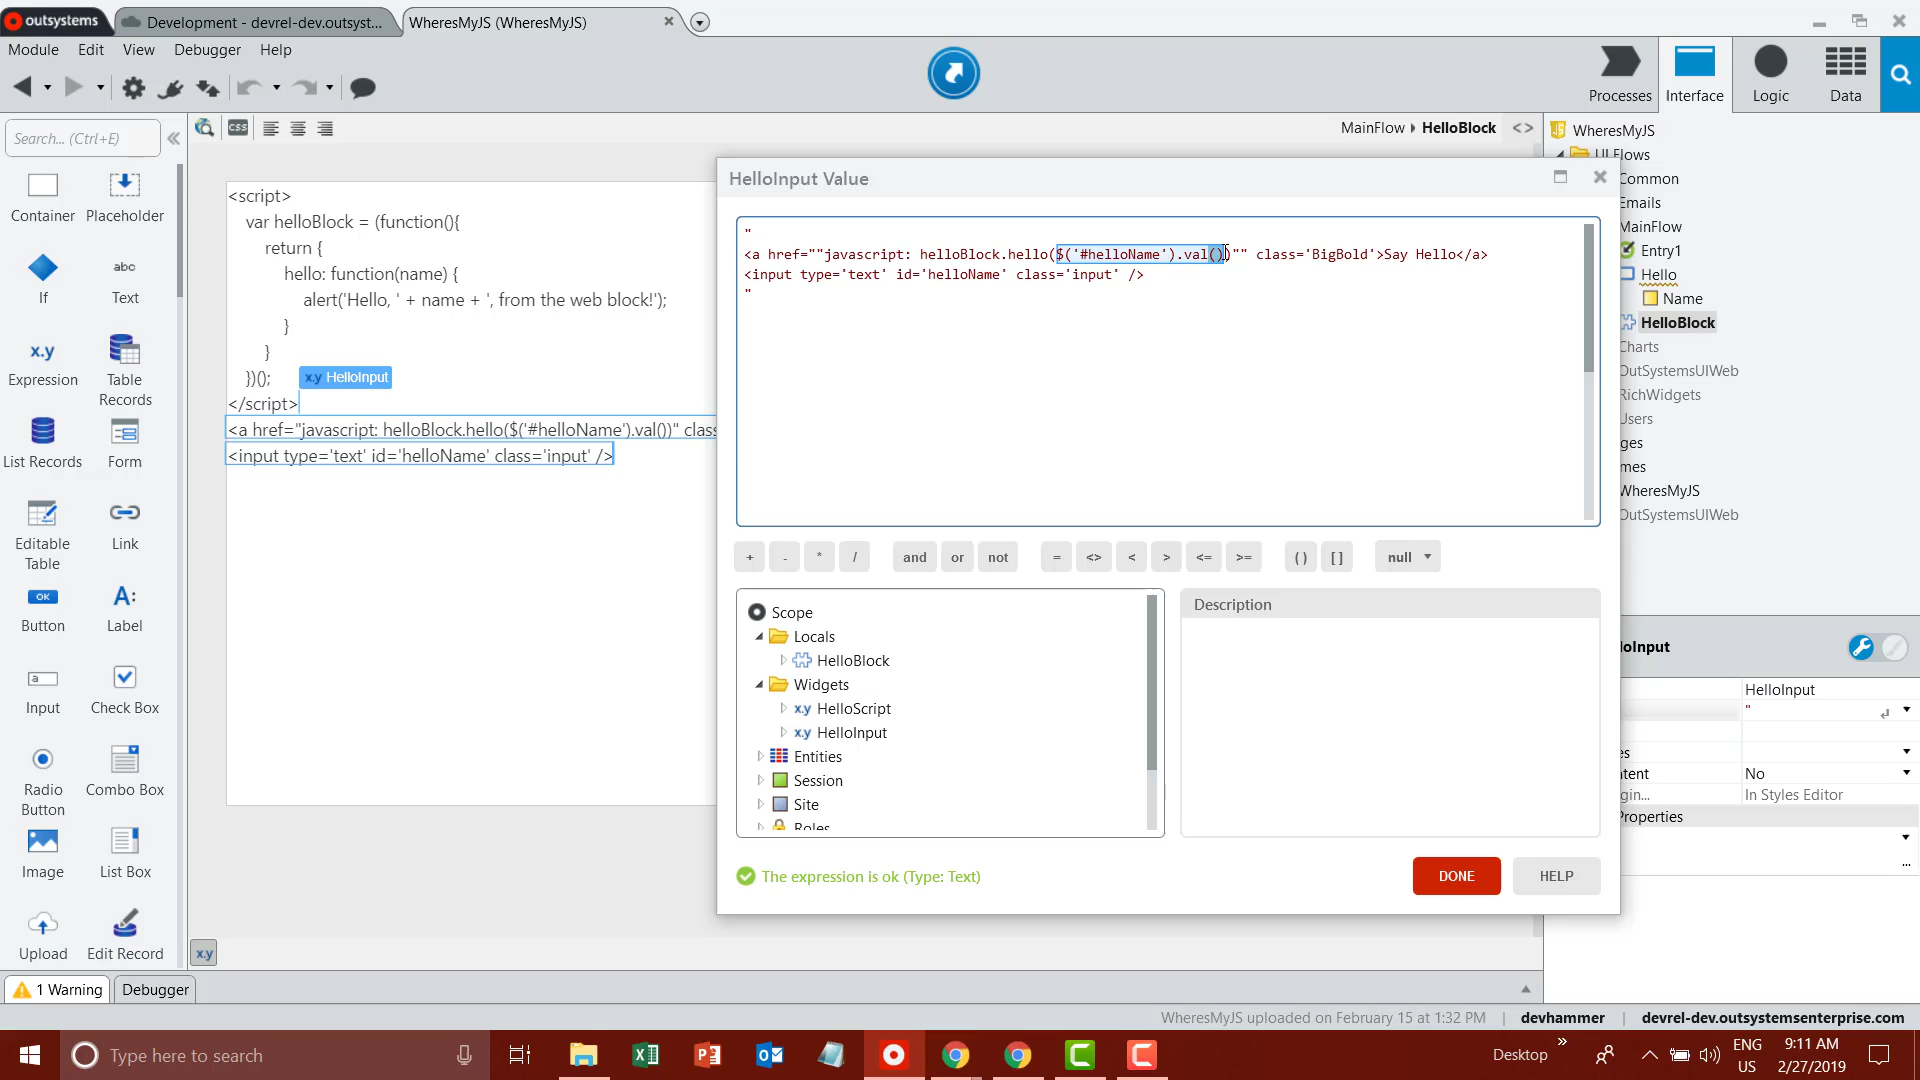 outsystems
Development - devrel-dev.outsyst...
WheresMyJS (WheresMyJS)
Module Edit View Debugger Help
Processes Interface Logic Data
Search... (Ctrl+E)
CSS
MainFlow HelloBlock <>
Container Placeholder
If
abc
Text
x.y
Expression
Table Records
List Records Form
Editable Table
Link
OK
Button
A:
Label
Input Check Box
Radio Button
Combo Box
Image List Box
Upload Edit Record
<script>
var helloBlock = (function(){
return {
hello: function(name) {
alert('Hello, ' + name + ', from the web block!');
}
}
})();
x.y HelloInput
</script>
<a href="javascript: helloBlock.hello($('#helloName').val())" clas
<input type='text' id='helloName' class='input' />
x.y
HelloInput Value
"
<a href=""javascript: helloBlock.hello($('#helloName').val())"" class='BigBold'>Say Hello</a>
<input type='text' id='helloName' class='input' />
"
+ - * / and or not = <> < > <= >= ( ) [ ] null
Scope
Locals
HelloBlock
Widgets
x.y HelloScript
x.y HelloInput
Entities
Session
Site
Roles
Description
The expression is ok (Type: Text)
DONE HELP
WheresMyJS
UI Flows
Common
Emails
MainFlow
Entry1
Hello
Name
HelloBlock
Charts
OutSystemsUIWeb
RichWidgets
Users
ges
mes
WheresMyJS
OutSystemsUIWeb
loInput
HelloInput
"
es
tent No
gin... In Styles Editor
Properties
...
1 Warning Debugger
WheresMyJS uploaded on February 15 at 1:32 PM | devhammer | devrel-dev.outsystemsenterprise.com
Type here to search
Desktop
ENG
US
9:11 AM
2/27/2019